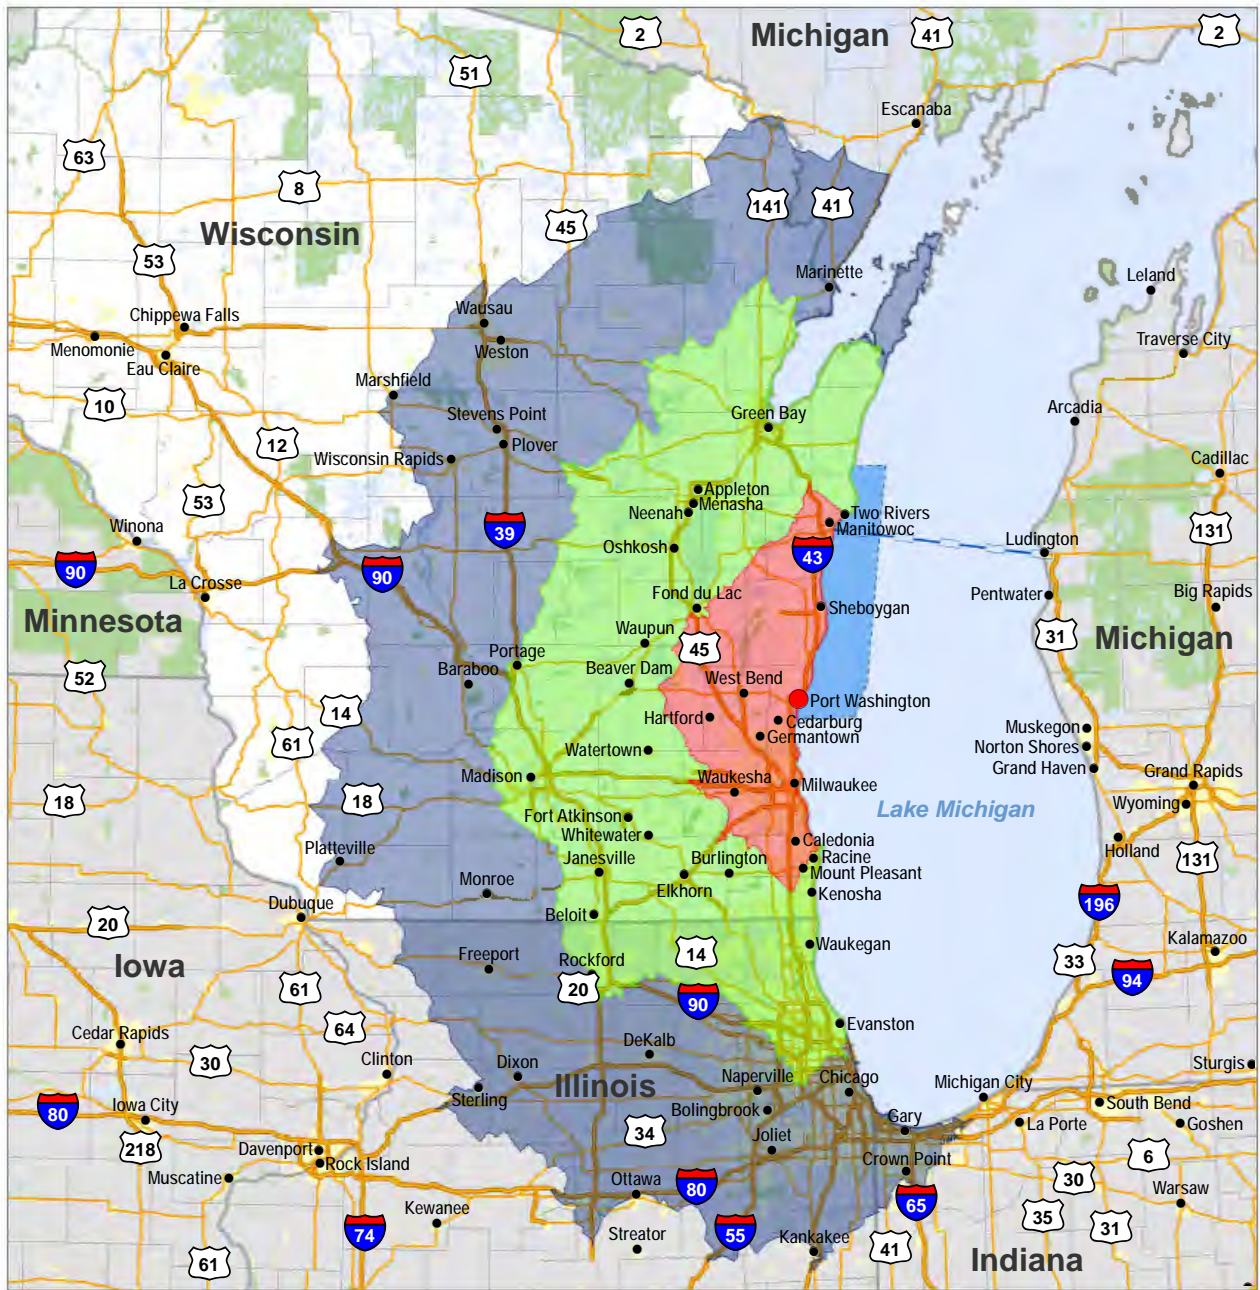 2
Michigan
41
2
51
Escanaba
63
8
141
41
45
Wisconsin
53
Marinette
Leland
Chippewa Falls
Wausau
Menomonie
Weston
Traverse City
Eau Claire
Marshfield
10
Stevens Point
Green Bay
Arcadia
12
Plover
Wisconsin Rapids
Cadillac
53
Appleton
Menasha
Neenah
Two Rivers
Manitowoc
Winona
39
131
Oshkosh
43
Ludington
90
90
La Crosse
Fond du Lac
Sheboygan
Pentwater
Big Rapids
Minnesota
Waupun
45
31
Michigan
Portage
Baraboo
Beaver Dam
52
West Bend
Port Washington
14
Hartford
Cedarburg
Muskegon
61
Germantown
Watertown
Norton Shores
Madison
Waukesha
Milwaukee
Grand Haven
Grand Rapids
18
18
Lake Michigan
Wyoming
Fort Atkinson
Whitewater
Caledonia
Platteville
Janesville
Burlington
Racine
Holland
131
Mount Pleasant
Monroe
Elkhorn
Kenosha
196
Dubuque
20
Beloit
Waukegan
Kalamazoo
Iowa
Freeport
Rockford
14
33
94
61
20
90
64
Evanston
Cedar Rapids
DeKalb
30
Clinton
Dixon
Sturgis
Illinois
Naperville
Chicago
Michigan City
80
Iowa City
Sterling
Bolingbrook
South Bend
218
34
Joliet
Gary
La Porte
Goshen
Davenport
Rock Island
Crown Point
6
Muscatine
Ottawa
80
65
30
Warsaw
Kewanee
35
31
74
Streator
55
Kankakee
41
61
Indiana